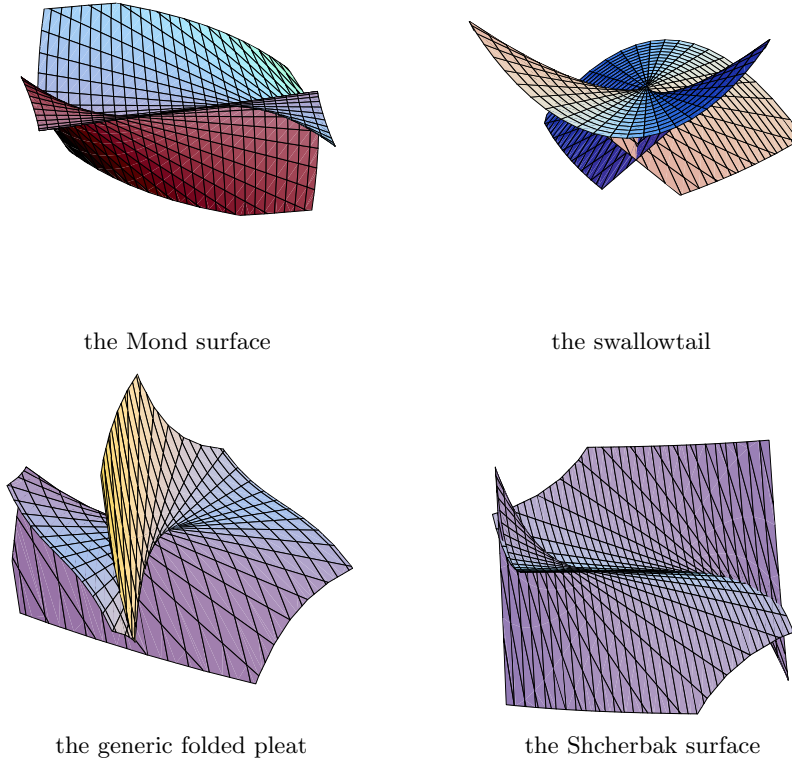 the Mond surface
the swallowtail
the generic folded pleat
the Shcherbak surface